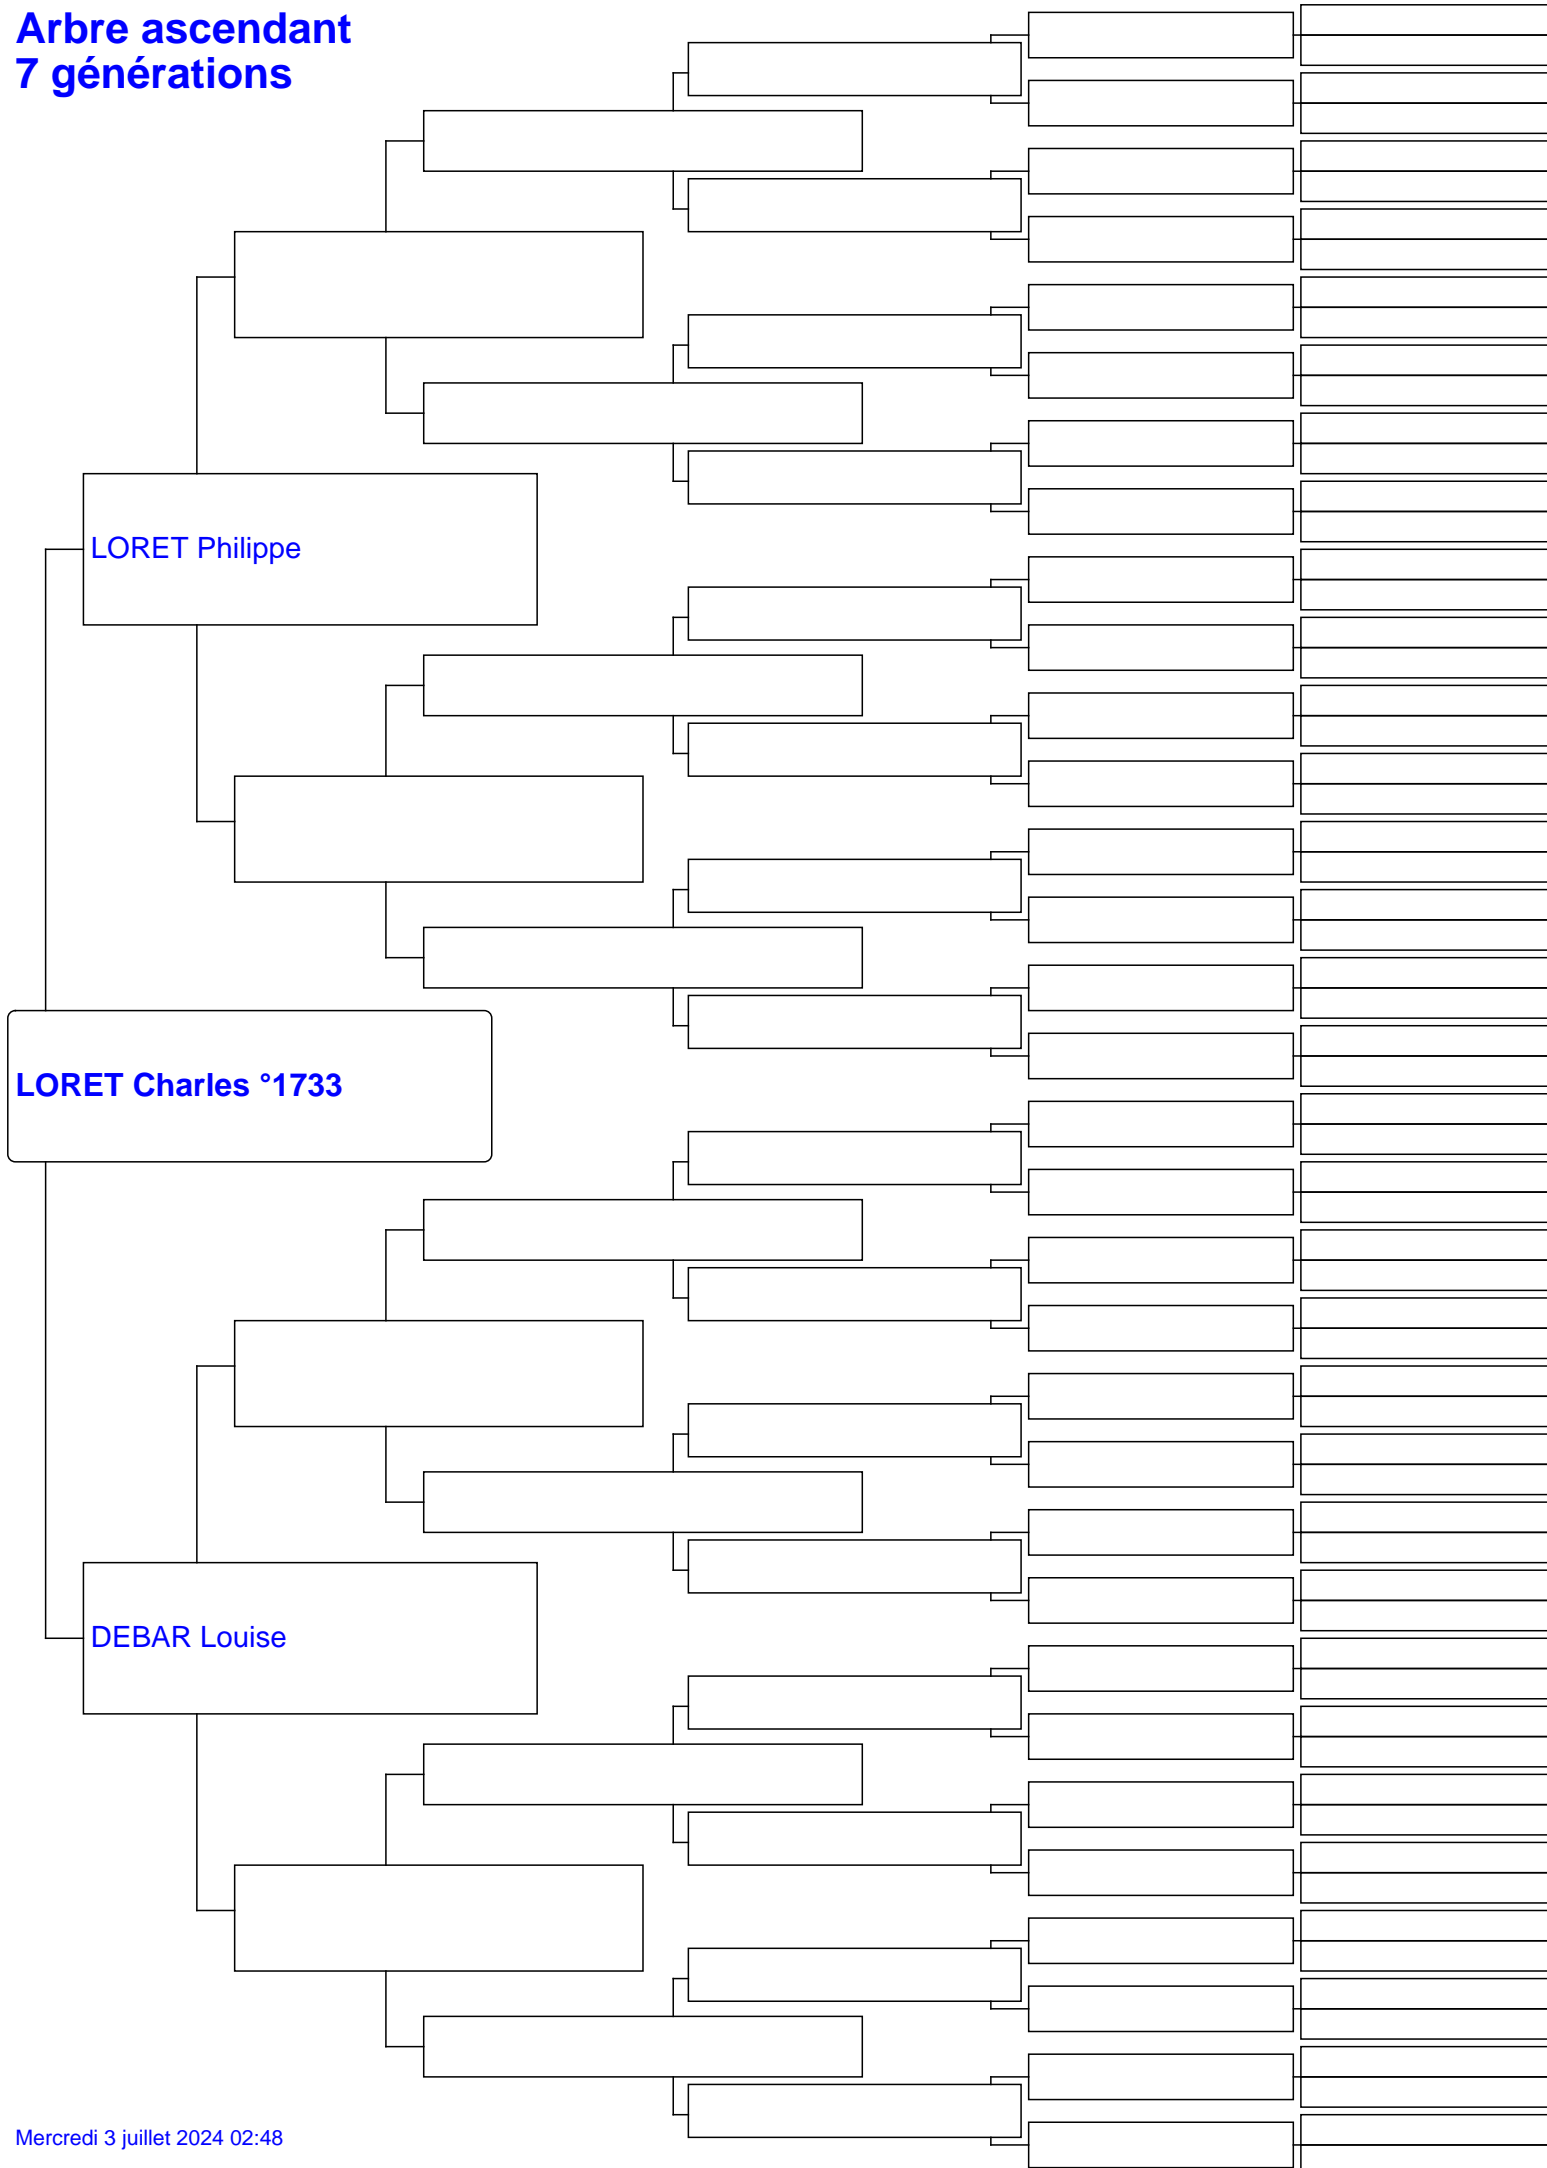 Arbre ascendant
7 générations
LORET Philippe
LORET Charles °1733
DEBAR Louise
Mercredi 3 juillet 2024 02:48